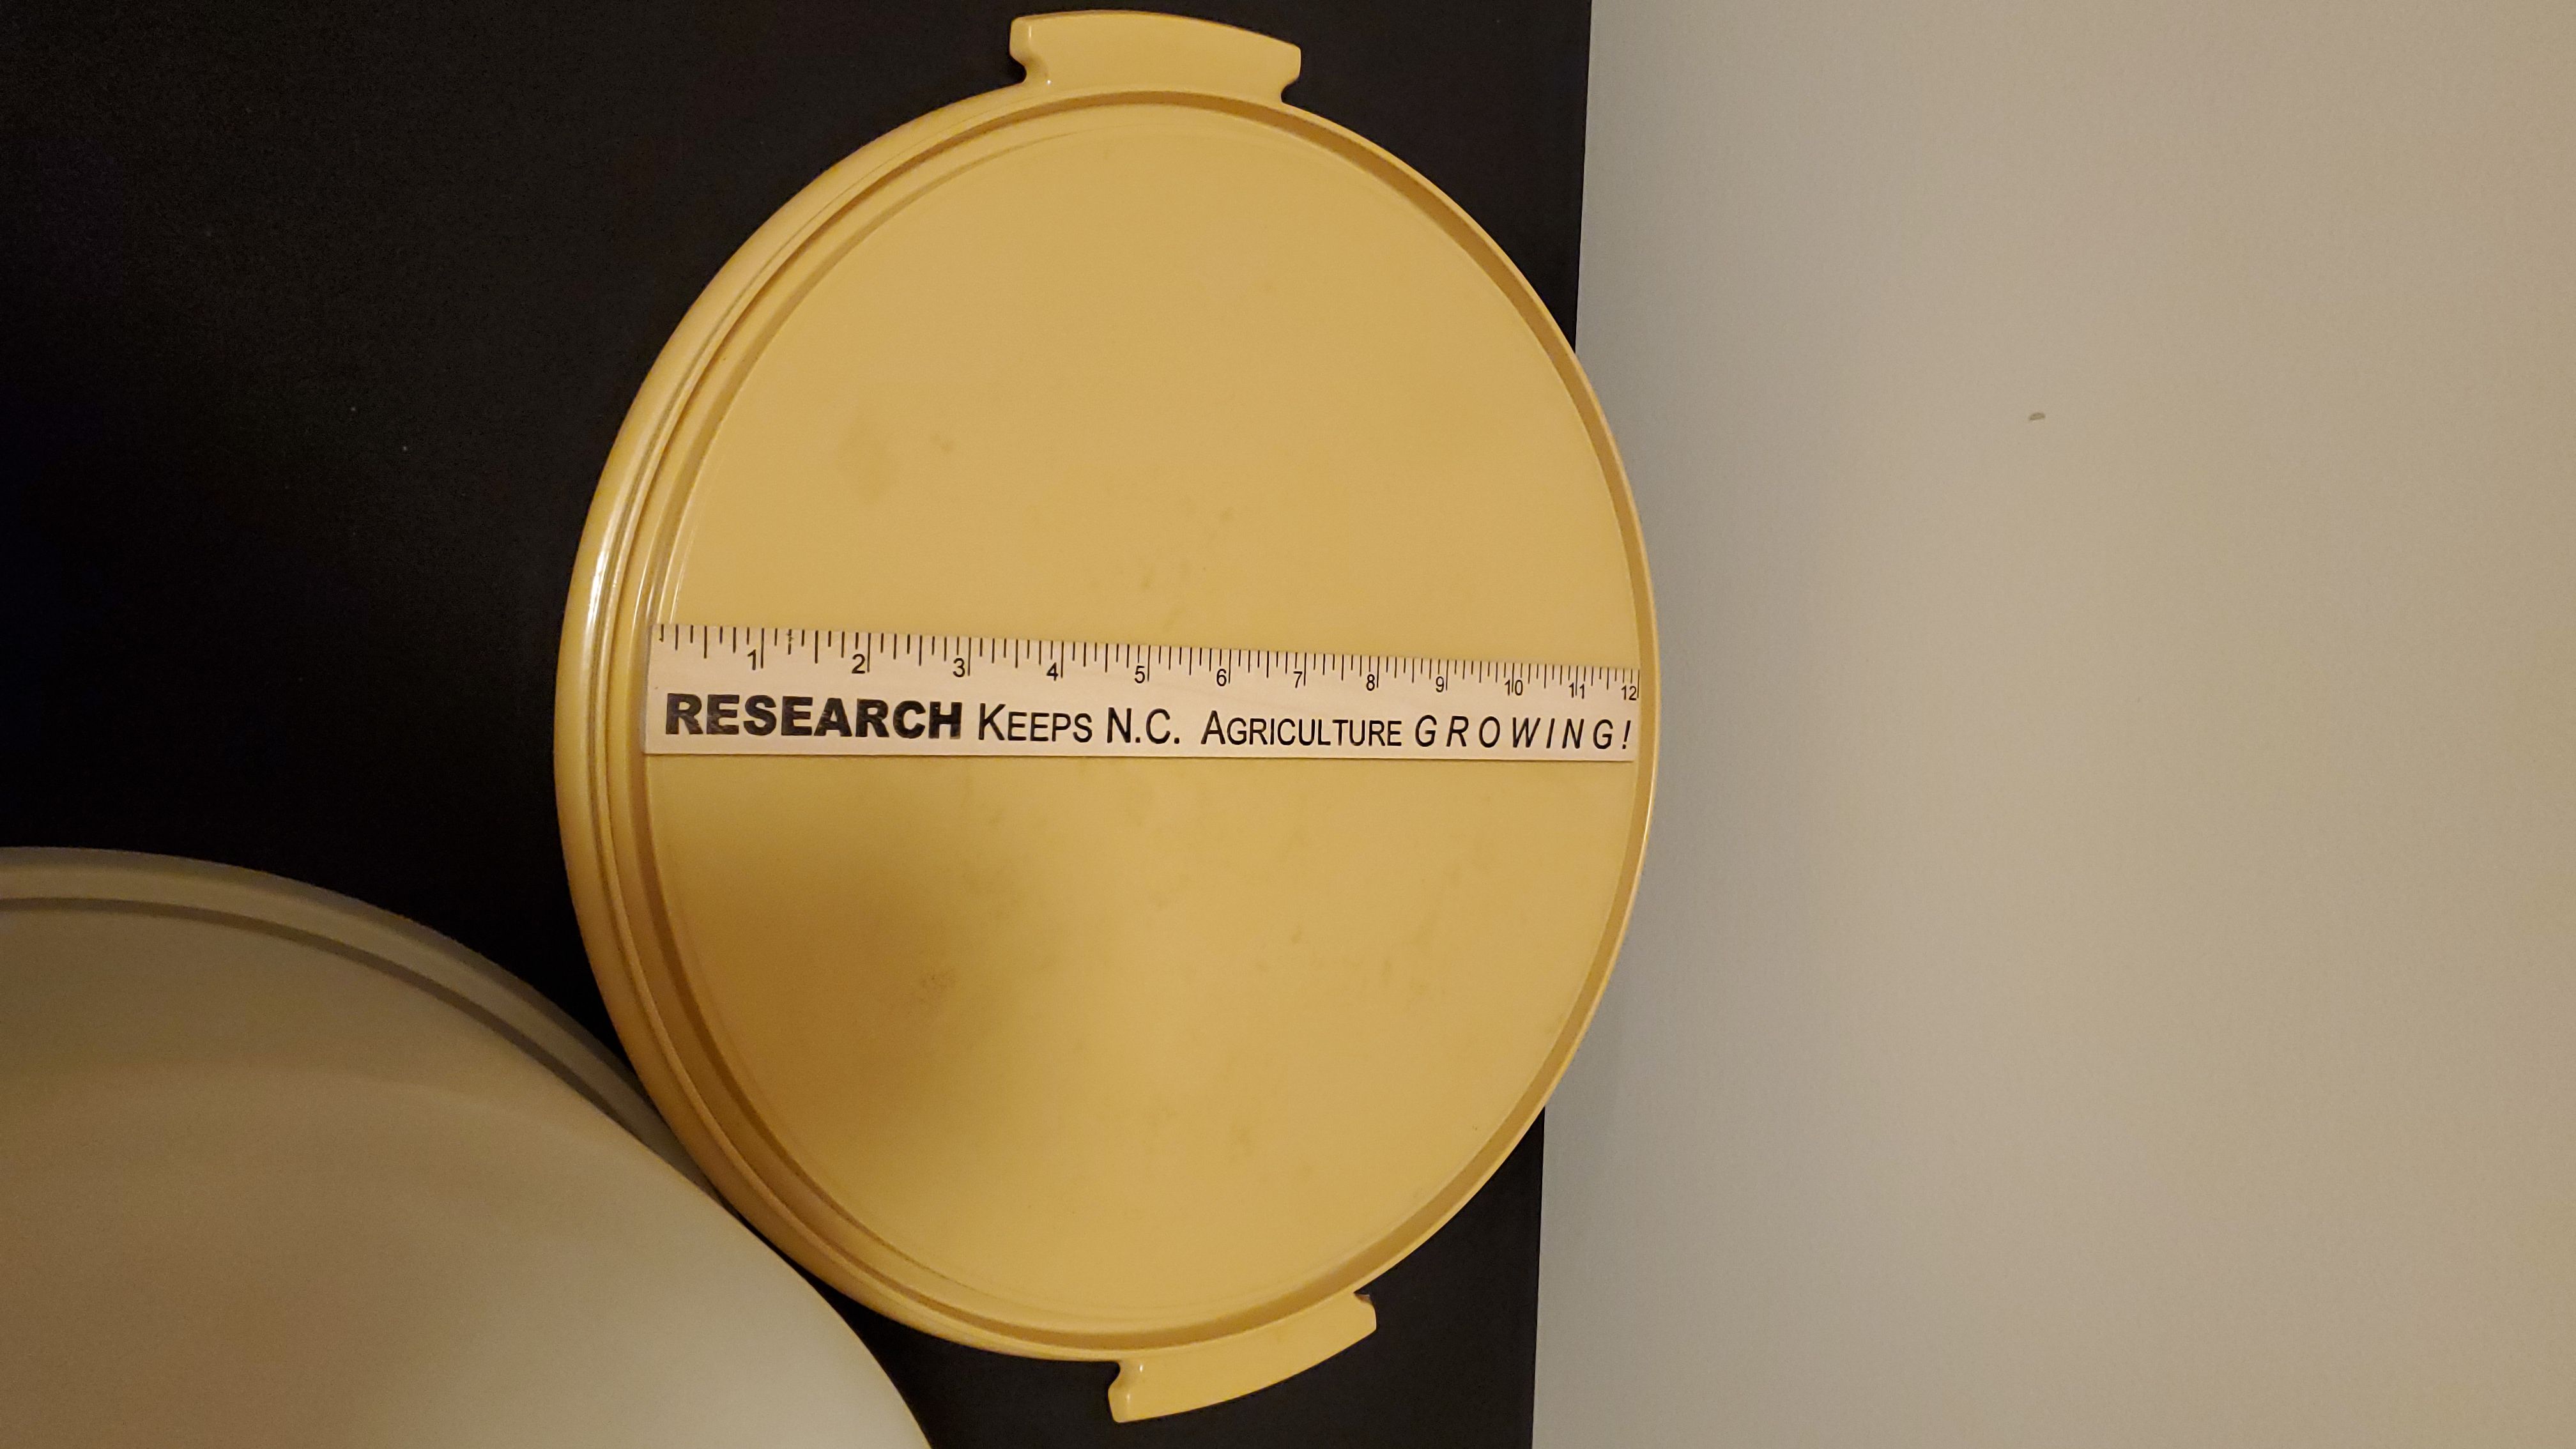 1 2 3 4 5 6 7 8 9 10 11 12
RESEARCH KEEPS N.C. AGRICULTURE GROWING!